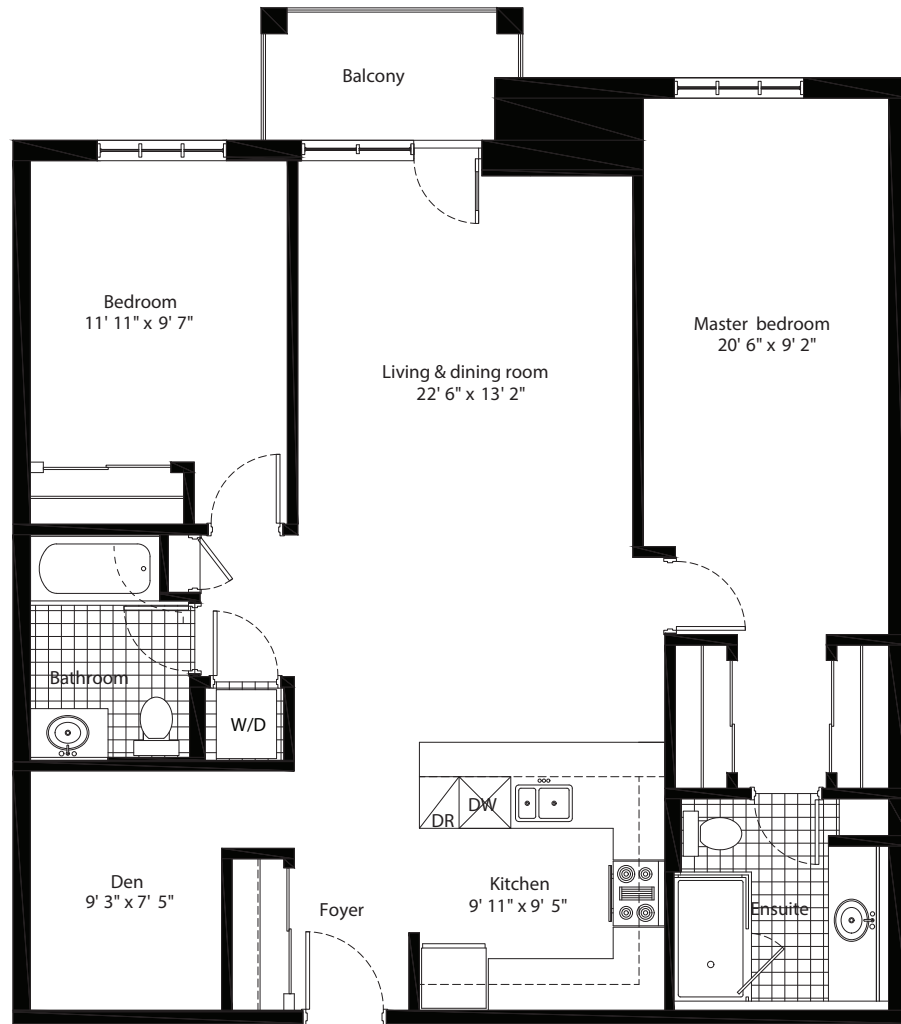 Balcony
Bedroom
11' 11" x 9' 7"
Master bedroom
20' 6" x 9' 2"
Living & dining room
22' 6" x 13' 2"
Bathroom
W/D
DW
DR
Den
9' 3" x 7' 5"
Foyer
Kitchen
9' 11" x 9' 5"
Ensuite